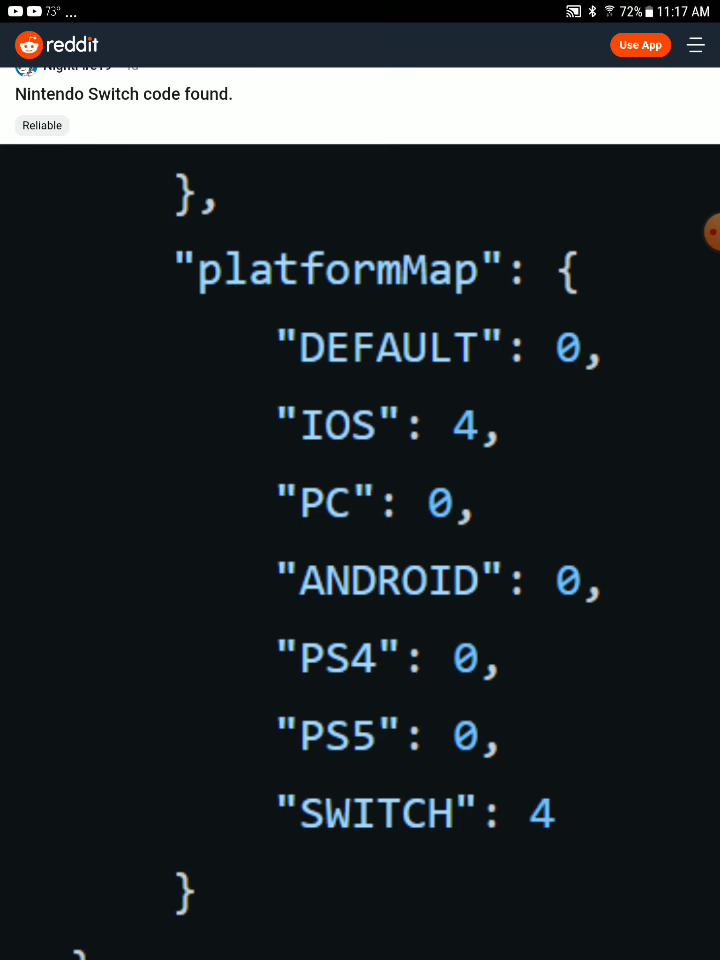 73° ...
72% 11:17 AM
reddit
Use App
Nintendo Switch code found.
Reliable
},
"platformMap": {
"DEFAULT": 0,
"IOS": 4,
"PC": 0,
"ANDROID": 0,
"PS4": 0,
"PS5": 0,
"SWITCH": 4
}